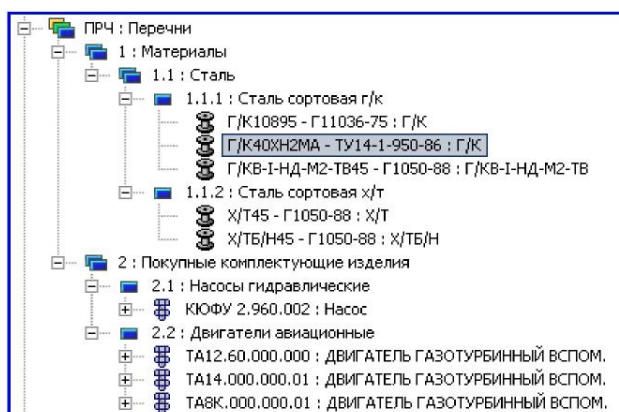 ПРЧ : Перечни
1 : Материалы
1.1 : Сталь
1.1.1 : Сталь сортовая г/к
Г/К10895 - Г11036-75 : Г/К
Г/К40ХН2МА - ТУ14-1-950-86 : Г/К
Г/КВ-I-НД-М2-ТВ45 - Г1050-88 : Г/КВ-I-НД-М2-ТВ
1.1.2 : Сталь сортовая х/т
Х/Т45 - Г1050-88 : Х/Т
Х/ТБ/Н45 - Г1050-88 : Х/ТБ/Н
2 : Покупные комплектующие изделия
2.1 : Насосы гидравлические
КЮФУ 2.960.002 : Насос
2.2 : Двигатели авиационные
ТА12.60.000.000 : ДВИГАТЕЛЬ ГАЗОТУРБИННЫЙ ВСПОМ.
ТА14.000.000.01 : ДВИГАТЕЛЬ ГАЗОТУРБИННЫЙ ВСПОМ.
ТА8К.000.000.01 : ДВИГАТЕЛЬ ГАЗОТУРБИННЫЙ ВСПОМ.